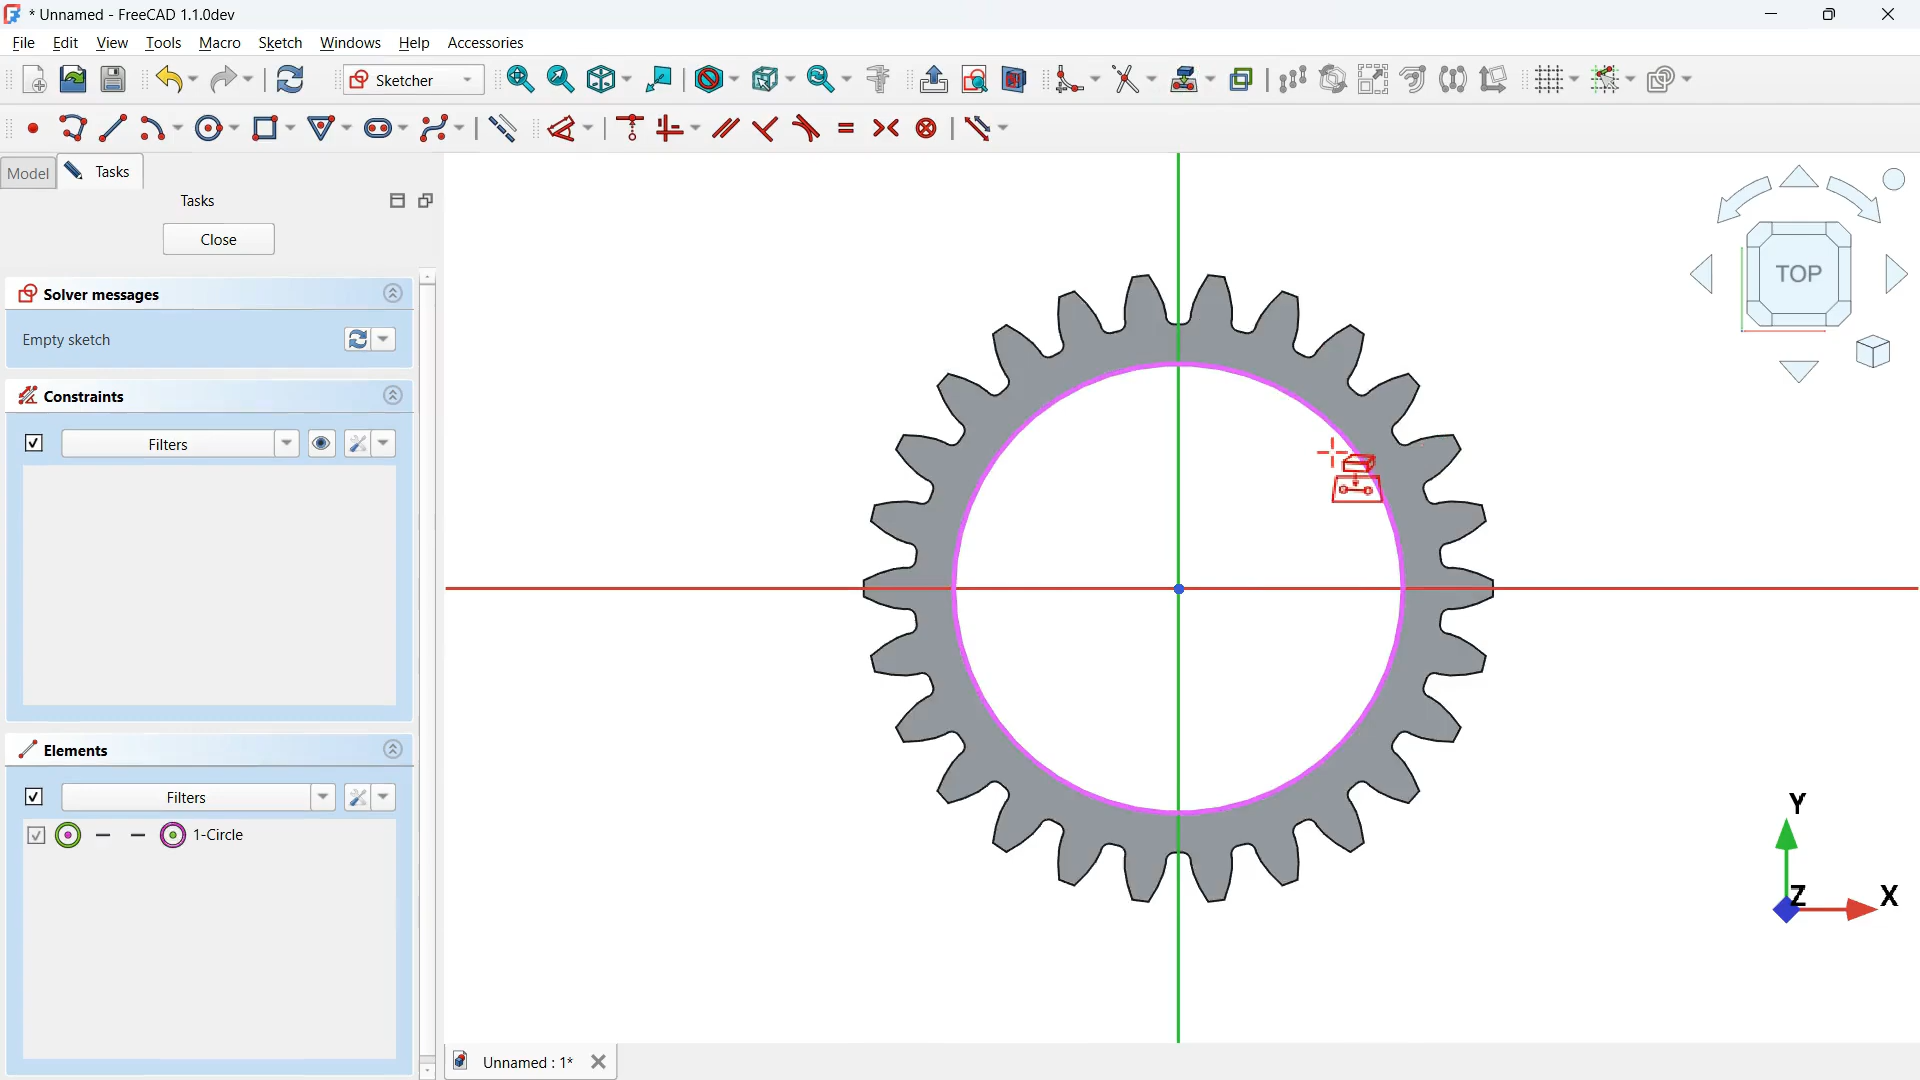 * Unnamed - FreeCAD 1.1.0dev
File Edit View Tools Macro Sketch Windows Help Accessories
Sketcher
Model Tasks
Tasks
Close
Solver messages
Empty sketch
Constraints
Filters
Elements
Filters
1-Circle
TOP
Y
Z
X
Unnamed : 1*